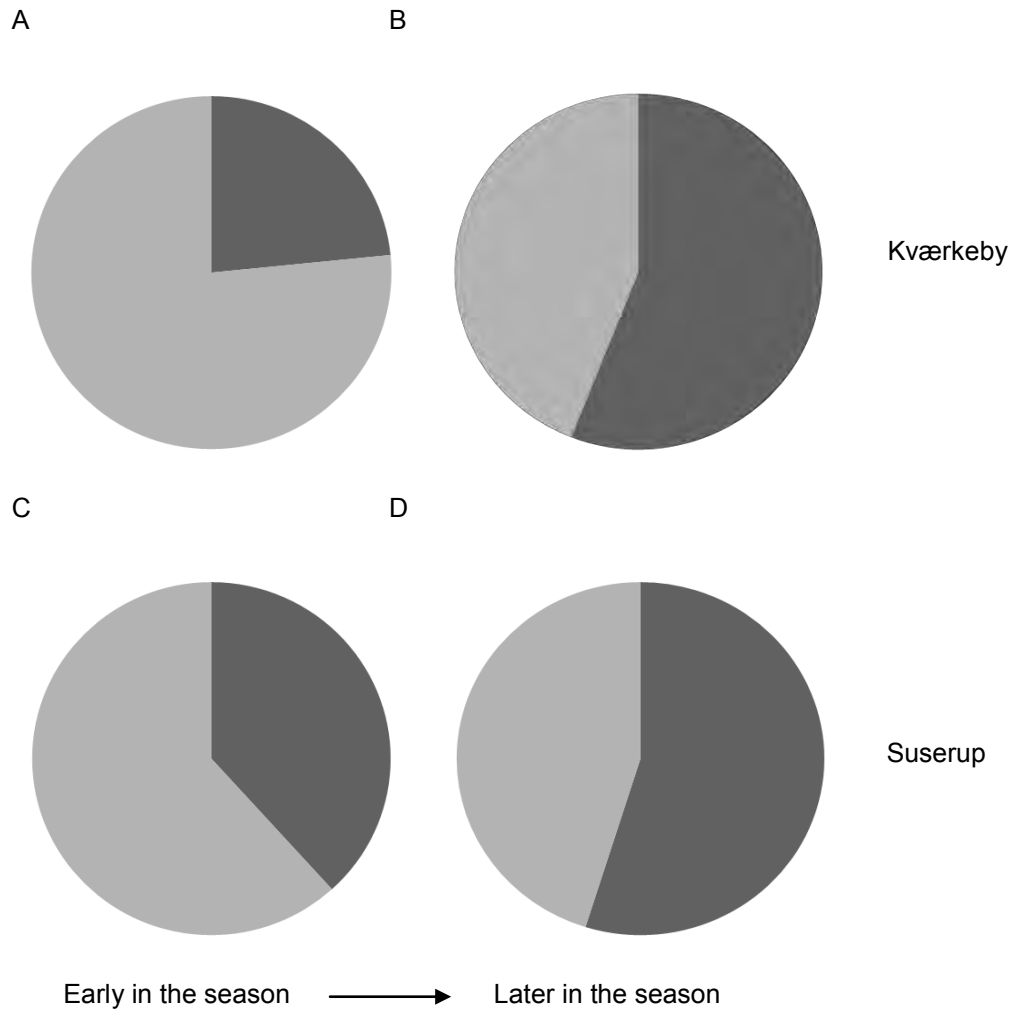 A
B
Kværkeby
C
D
Suserup
Early in the season
Later in the season